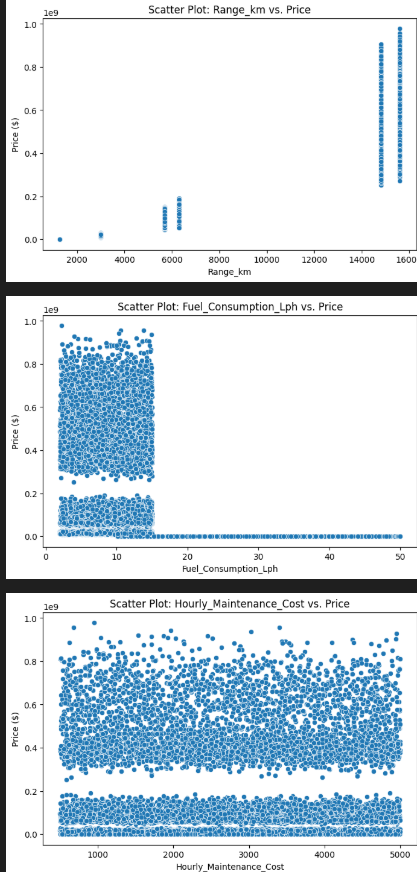 Scatter Plot: Range_km vs. Price
1e9
1.0
0.8
0.6
0.4
0.2
0.0
Price ($)
2000 4000 6000 8000 10000 12000 14000 1600
Range_km
Scatter Plot: Fuel_Consumption_Lph vs. Price
1e9
1.0
0.8
0.6
0.4
0.2
0.0
Price ($)
0 10 20 30 40 50
Fuel_Consumption_Lph
Scatter Plot: Hourly_Maintenance_Cost vs. Price
1e9
1.0
0.8
0.6
0.4
0.2
0.0
Price ($)
1000 2000 3000 4000 5000
Hourly_Maintenance_Cost